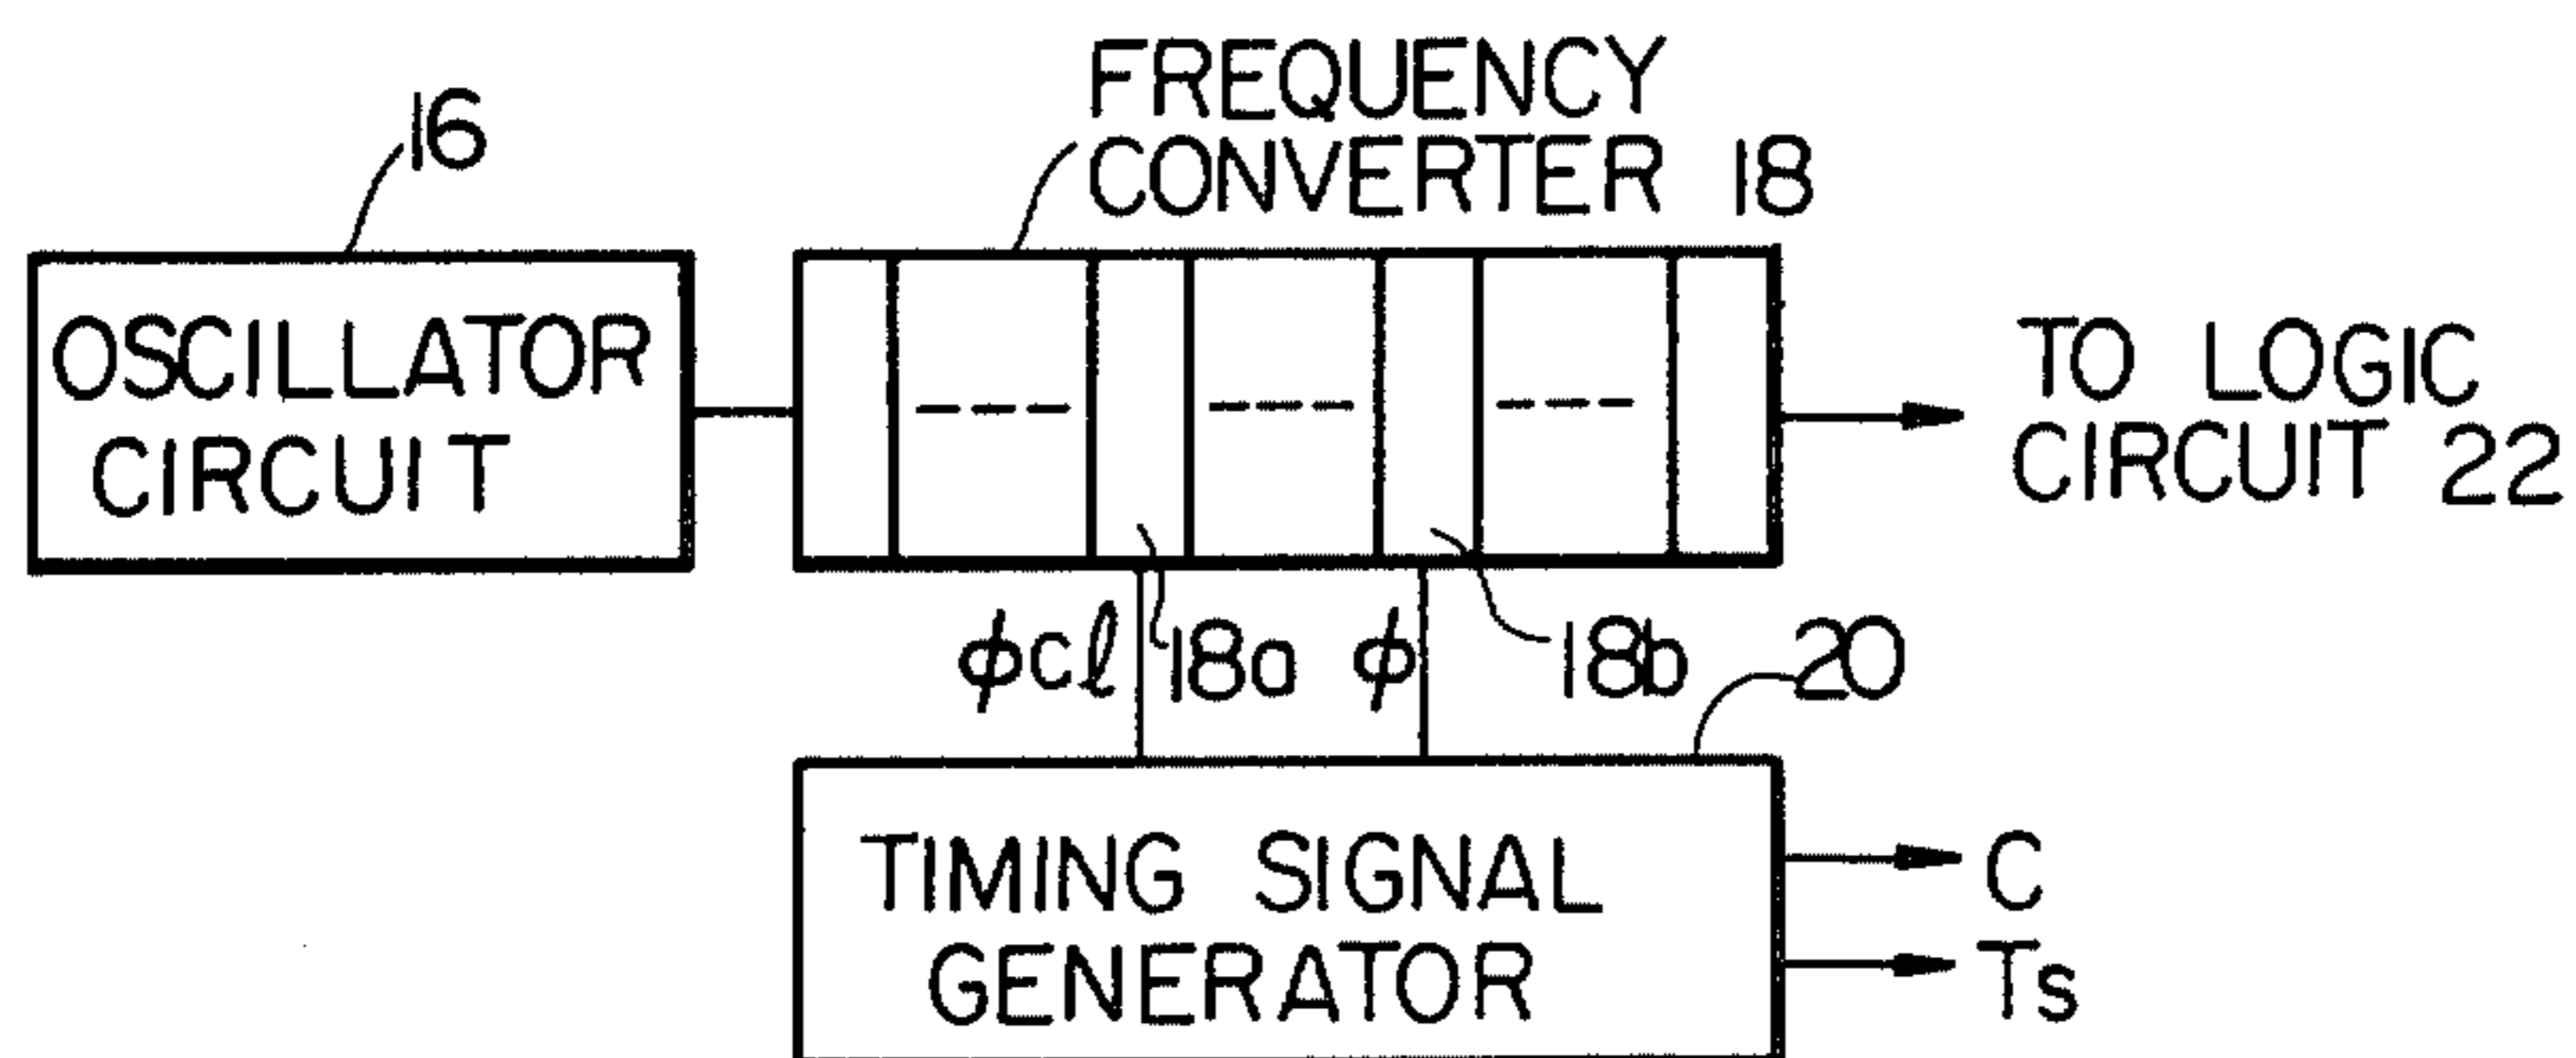 16
FREQUENCY
CONVERTER 18
OSCILLATOR
CIRCUIT
TO LOGIC
CIRCUIT 22
ϕcℓ
18a
ϕ
18b
20
TIMING SIGNAL
GENERATOR
C
Ts